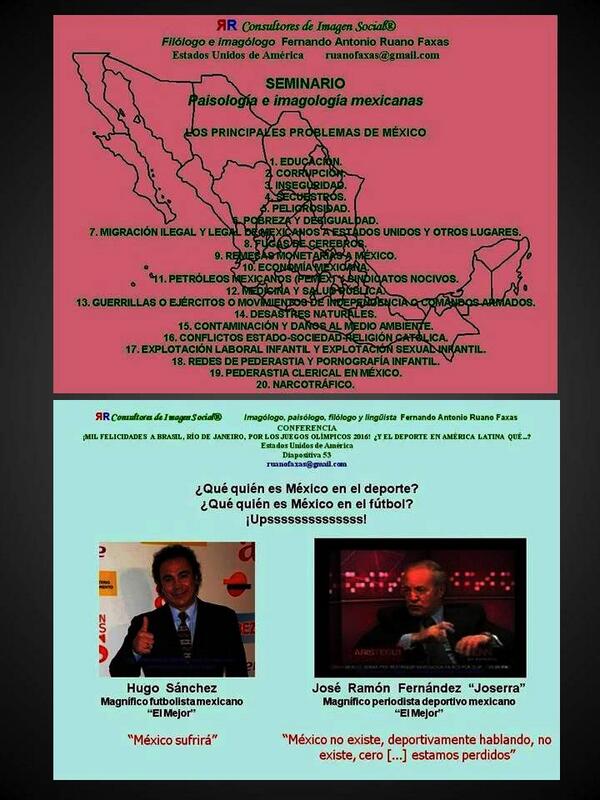 ЯR Consultores de Imagen Social®
Filólogo e imagólogo Fernando Antonio Ruano Faxas
Estados Unidos de América ruanofaxas@gmail.com
SEMINARIO
Paisología e imagología mexicanas
LOS PRINCIPALES PROBLEMAS DE MÉXICO
1. EDUCACIÓN.
2. CORRUPCIÓN.
3. INSEGURIDAD.
4. SECUESTROS.
5. PELIGROSIDAD.
6. POBREZA Y DESIGUALDAD.
7. MIGRACIÓN ILEGAL Y LEGAL DE MEXICANOS A ESTADOS UNIDOS Y OTROS LUGARES.
8. FUGAS DE CEREBROS.
9. REMESAS MONETARIAS A MÉXICO.
10. ECONOMÍA MEXICANA.
11. PETRÓLEOS MEXICANOS (PEMEX) Y SINDICATOS NOCIVOS.
12. MEDICINA Y SALUD PÚBLICA.
13. GUERRILLAS O EJÉRCITOS O MOVIMIENTOS DE INDEPENDENCIA O COMANDOS ARMADOS.
14. DESASTRES NATURALES.
15. CONTAMINACIÓN Y DAÑOS AL MEDIO AMBIENTE.
16. CONFLICTOS ESTADO-SOCIEDAD-RELIGIÓN CATÓLICA.
17. EXPLOTACIÓN LABORAL INFANTIL Y EXPLOTACIÓN SEXUAL INFANTIL.
18. REDES DE PEDERASTIA Y PORNOGRAFÍA INFANTIL.
19. PEDERASTIA CLERICAL EN MÉXICO.
20. NARCOTRÁFICO.
ЯR Consultores de Imagen Social® Imagólogo, paisólogo, filólogo y lingüista Fernando Antonio Ruano Faxas
CONFERENCIA
¡MIL FELICIDADES A BRASIL, RÍO DE JANEIRO, POR LOS JUEGOS OLÍMPICOS 2016! ¿Y EL DEPORTE EN AMÉRICA LATINA QUÉ...?
Estados Unidos de América
Diapositiva 53
ruanofaxas@gmail.com
¿Qué quién es México en el deporte?
¿Qué quién es México en el fútbol?
¡Upssssssssssssss!
ARISTEGUI
Hugo Sánchez
Magnífico futbolista mexicano
“El Mejor”
“México sufrirá”
José Ramón Fernández “Joserra”
Magnífico periodista deportivo mexicano
“El Mejor”
“México no existe, deportivamente hablando, no
existe, cero [...] estamos perdidos”